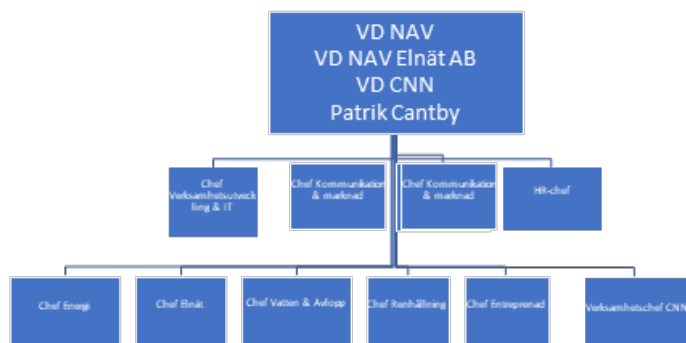 VD NAV
VD NAV Elnät AB
VD CNN
Patrik Cantby
Chef
Verksamhetsutveck
ling & IT
Chef Kommunikation
& marknad
Chef Kommunikation
& marknad
HR-chef
Chef Energi
Chef Elnät
Chef Vatten & Avlopp
Chef Renhållning
Chef Entreprenad
Verksamhetschef CNN